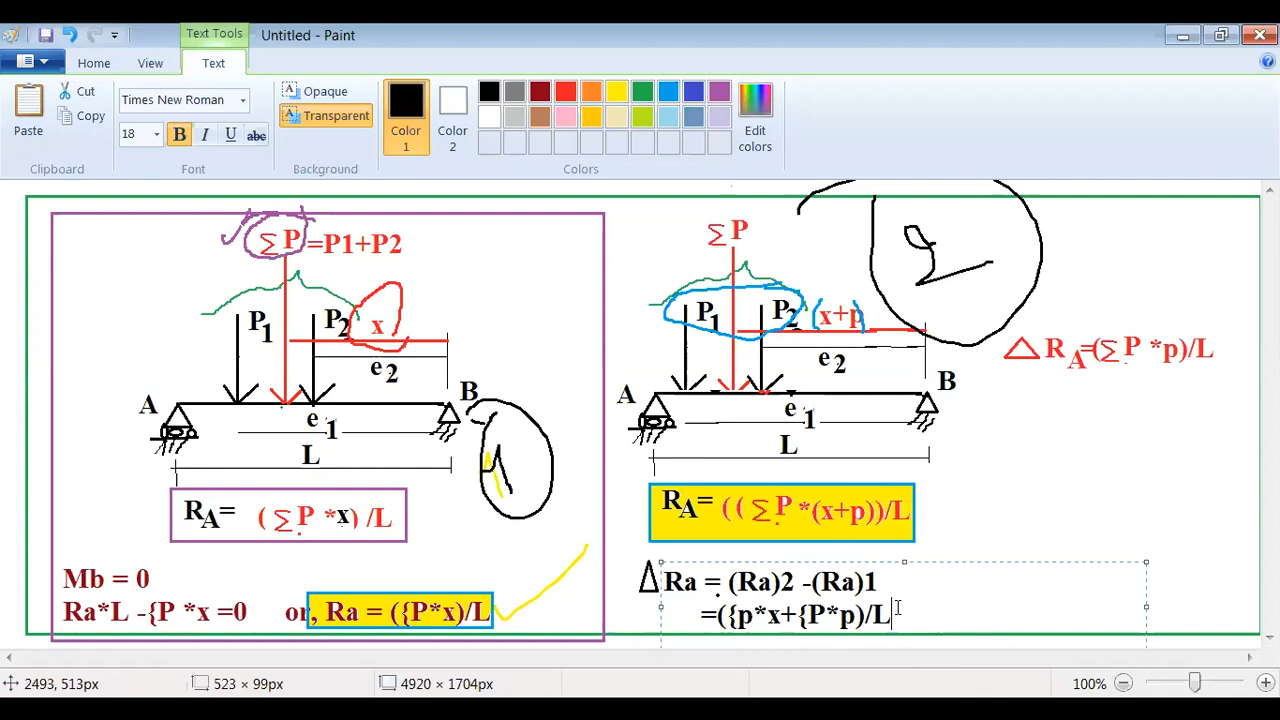 Text Tools
Untitled - Paint
Home View Text
Paste
Cut
Copy
Clipboard
Times New Roman
18 B I U abc
Font
Opaque
Transparent
Background
Color 1
Color 2
Edit colors
Colors
∑ P =P1+P2
P1
P2
x
e2
A
B
e1
L
1
RA= ( ∑ P *x) /L
Mb = 0
Ra*L -{P *x =0 or, Ra = ({P*x)/L
∑ P
P1
P2
(x+p)
2
e2
A
B
e1
L
△ RA=(∑ P *p)/L
RA= ( ( ∑ P *(x+p))/L
Δ Ra = (Ra)2 -(Ra)1
=({p*x+{P*p)/L
2493, 513px
523 × 99px
4920 × 1704px
100%